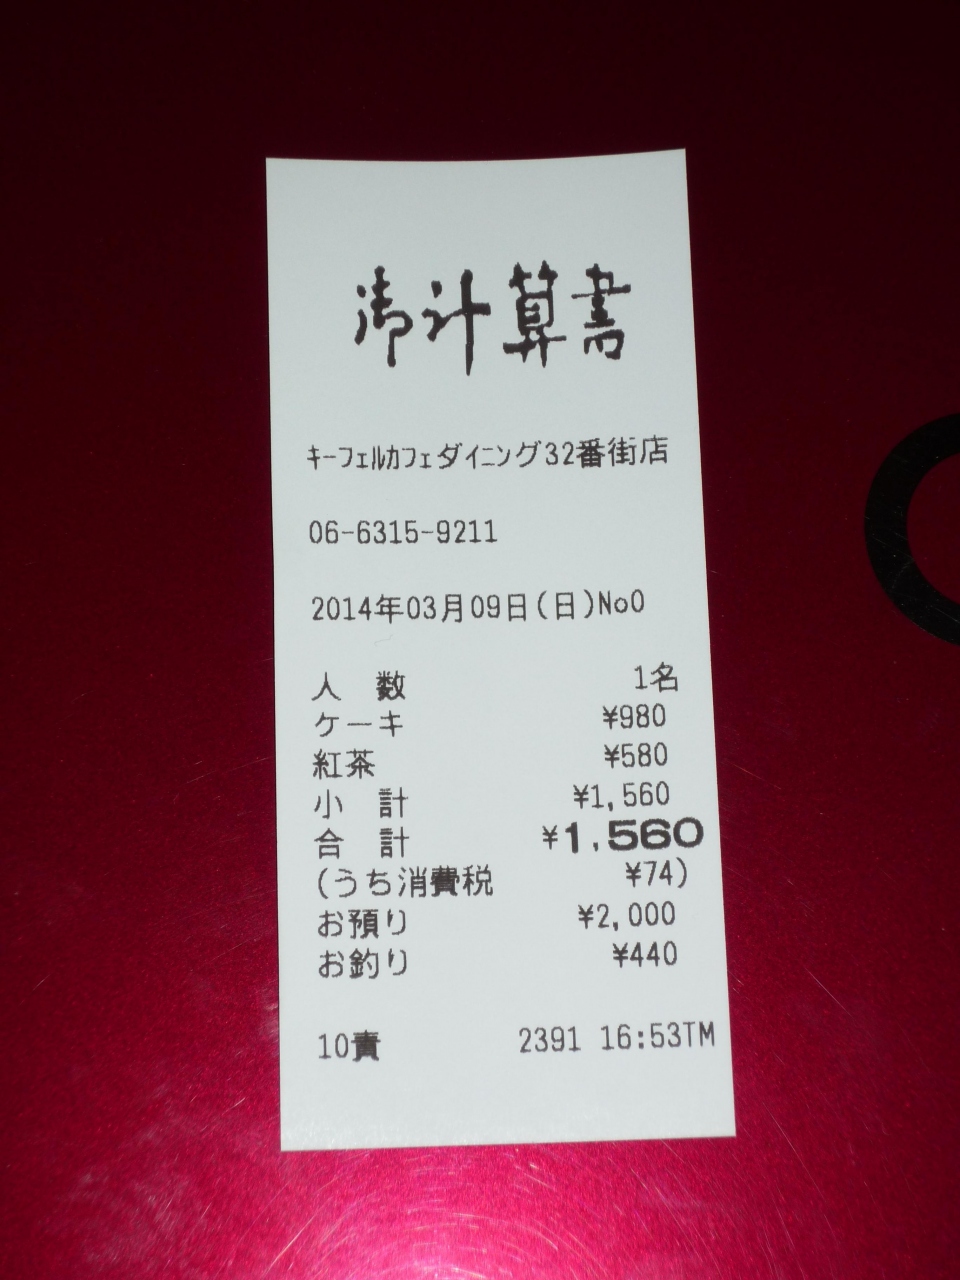 御計算書
ｷｰﾌｪﾙｶﾌｪダイニング32番街店
06-6315-9211
2014年03月09日(日)No0
人　数　1名
ケーキ　¥980
紅茶　¥580
小　計　¥1,560
合　計　¥1,560
(うち消費税　¥74)
お預り　¥2,000
お釣り　¥440
10責　2391 16:53TM